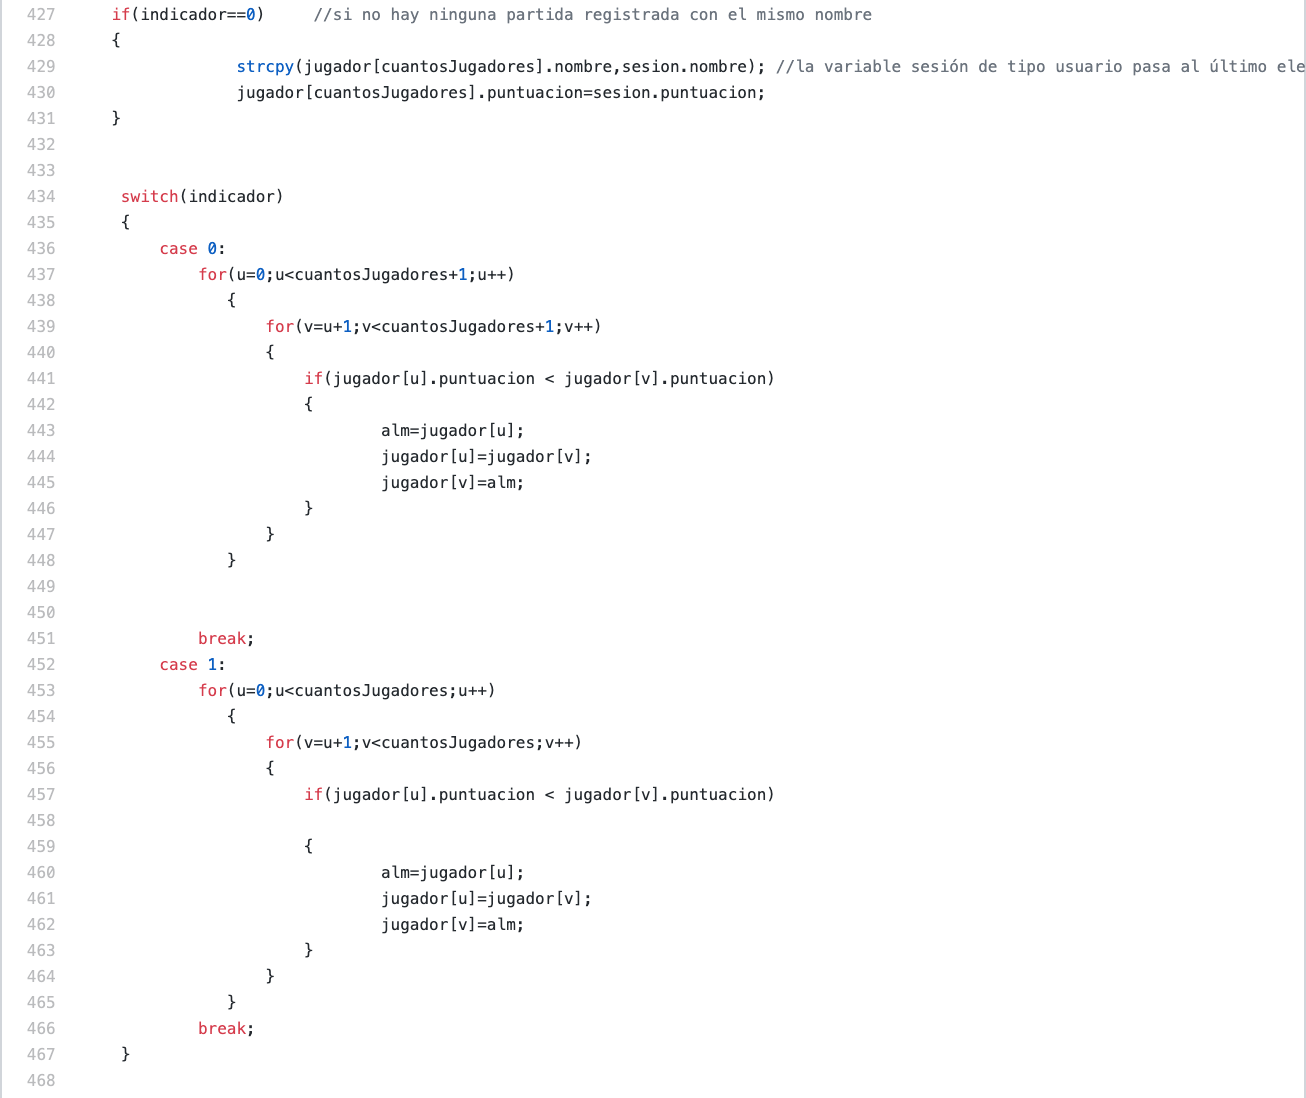 427 if(indicador==0) //si no hay ninguna partida registrada con el mismo nombre
428 {
429 strcpy(jugador[cuantosJugadores].nombre,sesion.nombre); //la variable sesión de tipo usuario pasa al último ele
430 jugador[cuantosJugadores].puntuacion=sesion.puntuacion;
431 }
432
433
434 switch(indicador)
435 {
436 case 0:
437 for(u=0;u<cuantosJugadores+1;u++)
438 {
439 for(v=u+1;v<cuantosJugadores+1;v++)
440 {
441 if(jugador[u].puntuacion < jugador[v].puntuacion)
442 {
443 alm=jugador[u];
444 jugador[u]=jugador[v];
445 jugador[v]=alm;
446 }
447 }
448 }
449
450
451 break;
452 case 1:
453 for(u=0;u<cuantosJugadores;u++)
454 {
455 for(v=u+1;v<cuantosJugadores;v++)
456 {
457 if(jugador[u].puntuacion < jugador[v].puntuacion)
458
459 {
460 alm=jugador[u];
461 jugador[u]=jugador[v];
462 jugador[v]=alm;
463 }
464 }
465 }
466 break;
467 }
468